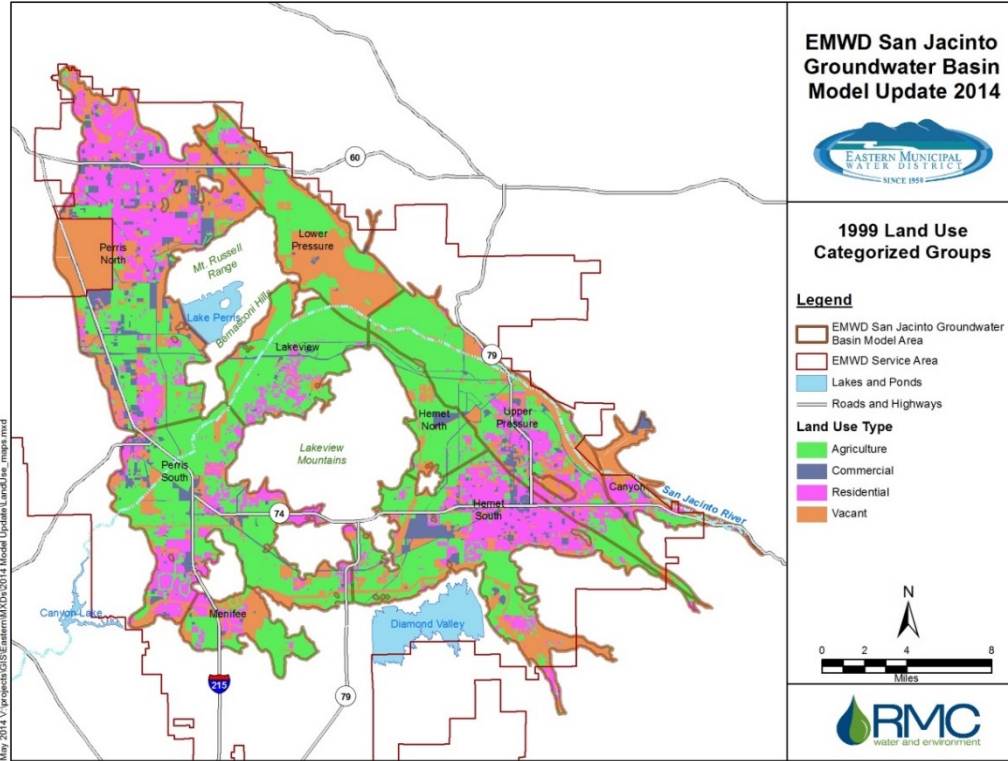 EMWD San Jacinto
Groundwater Basin
Model Update 2014
EASTERN MUNICIPAL
WATER DISTRICT
SINCE 1950
1999 Land Use
Categorized Groups
Legend
EMWD San Jacinto Groundwater
Basin Model Area
EMWD Service Area
Lakes and Ponds
Roads and Highways
Land Use Type
Agriculture
Commercial
Residential
Vacant
N
0 2 4 8
Miles
RMC
water and environment
60
Perris
North
Lower
Pressure
Mt. Russell
Range
Lake Perris
Bernasconi Hills
Lakeview
79
Hemet
North
Upper
Pressure
Lakeview
Mountains
Perris
South
Canyon
San Jacinto River
Hemet
South
74
Canyon Lake
Menifee
Diamond Valley
215
79
May 2014 V:\projects\GIS\Eastern\MXDs\2014 Model Update\LandUse_maps.mxd